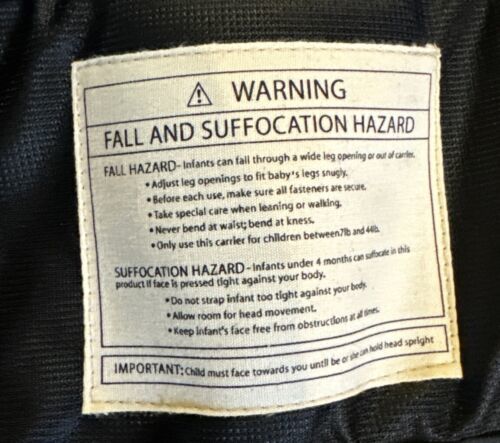 ⚠ WARNING
FALL AND SUFFOCATION HAZARD
FALL HAZARD- Infants can fall through a wide leg opening or out of carrier.
•Adjust leg openings to fit baby's legs snugly.
•Before each use, make sure all fasteners are secure.
•Take special care when leaning or walking.
•Never bend at waist; bend at kness.
•Only use this carrier for children between7lb and 44lb.
SUFFOCATION HAZARD - Infants under 4 months can suffocate in this
product if face is pressed tight against your body.
•Do not strap infant too tight against your body.
•Allow room for head movement.
•Keep infant's face free from obstructions at all times.
IMPORTANT: Child must face towards you until he or she can hold head spright